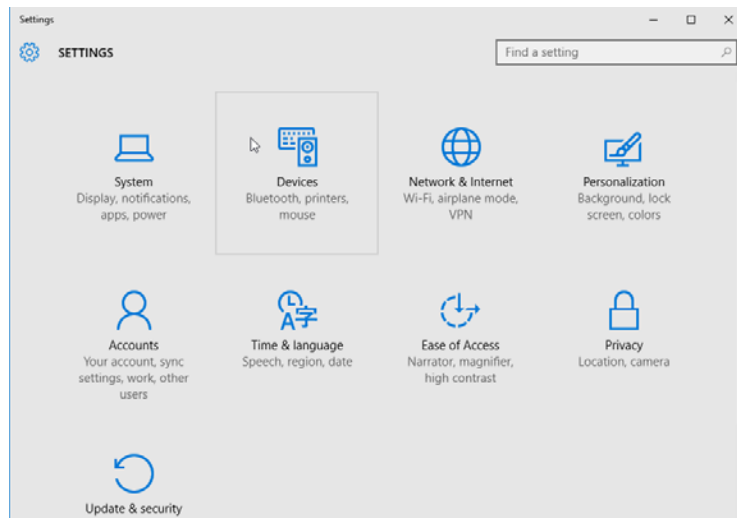 Settings
SETTINGS
Find a setting
System
Display, notifications,
apps, power
Devices
Bluetooth, printers,
mouse
Network & Internet
Wi-Fi, airplane mode,
VPN
Personalization
Background, lock
screen, colors
Accounts
Your account, sync
settings, work, other
users
A字
Time & language
Speech, region, date
Ease of Access
Narrator, magnifier,
high contrast
Privacy
Location, camera
Update & security